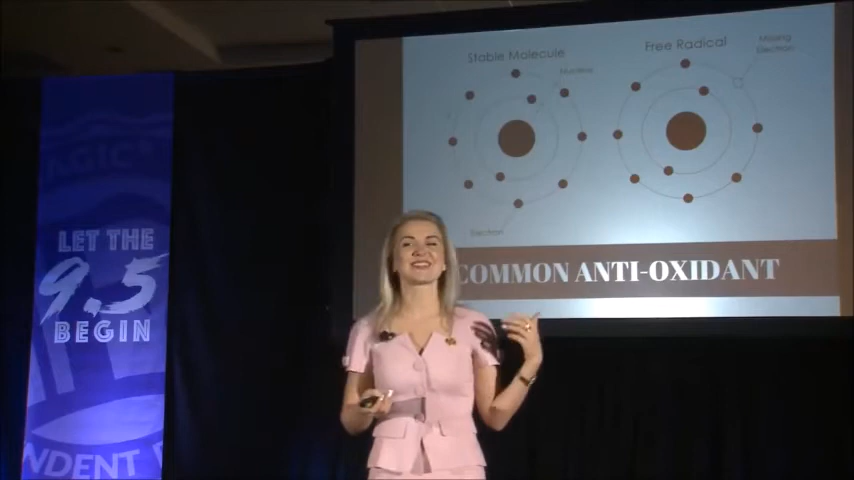 Stable Molecule
Free Radical
Missing
Electron
Nucleus
Electron
COMMON ANTI-OXIDANT
LET THE
9.5
BEGIN